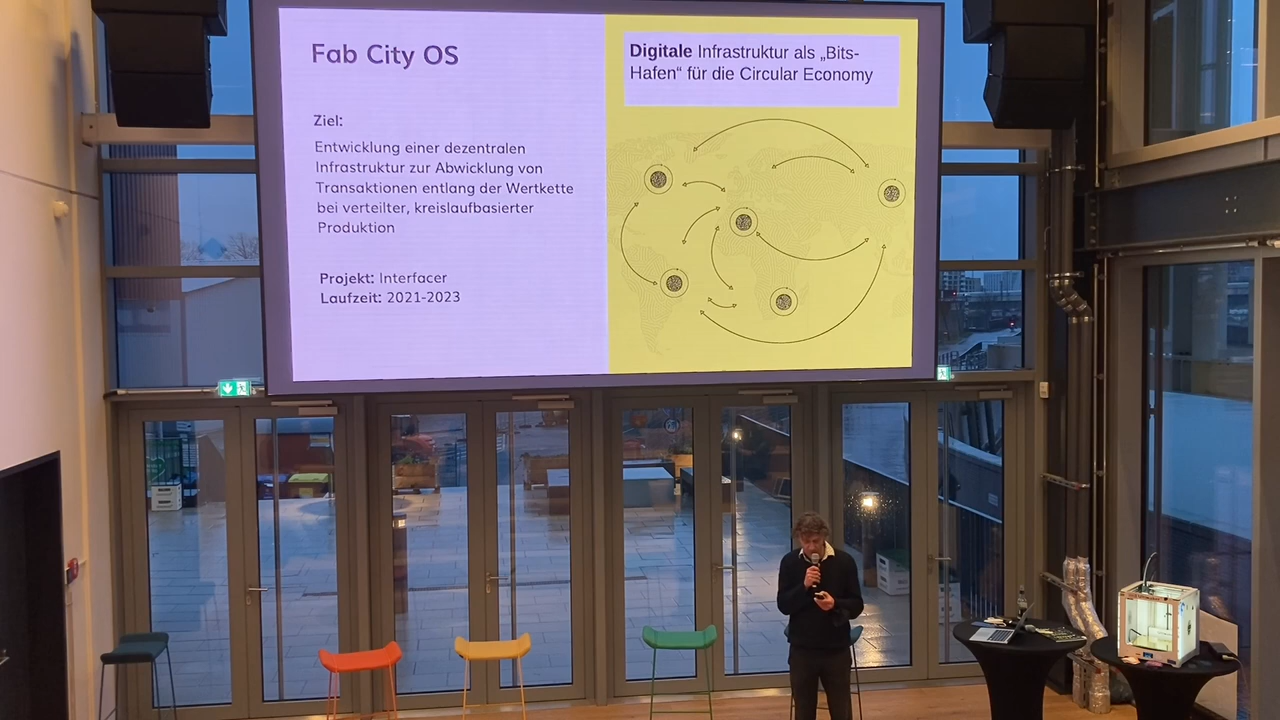 Fab City OS
Ziel:
Entwicklung einer dezentralen
Infrastruktur zur Abwicklung von
Transaktionen entlang der Wertkette
bei verteilter, kreislaufbasierter
Produktion
Projekt: Interfacer
Laufzeit: 2021-2023
Digitale Infrastruktur als „Bits-
Hafen“ für die Circular Economy